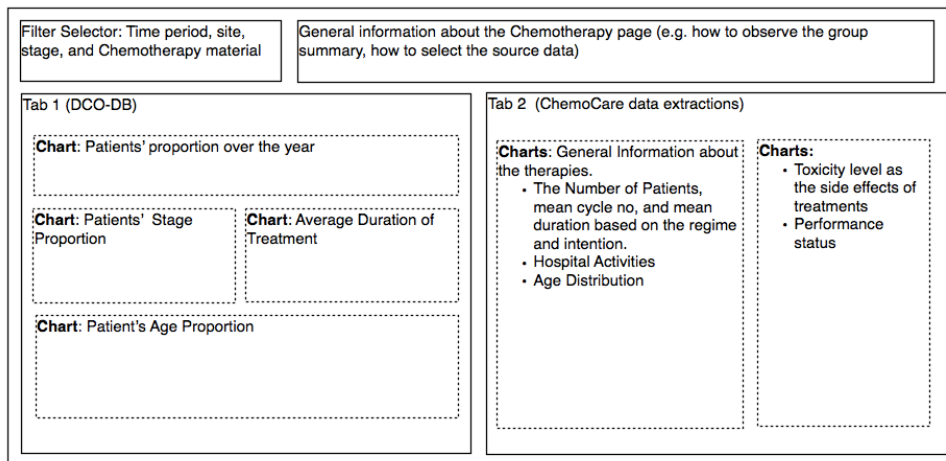 Filter Selector: Time period, site,
stage, and Chemotherapy material
General information about the Chemotherapy page (e.g. how to observe the group
summary, how to select the source data)
Tab 1 (DCO-DB)
Chart: Patients' proportion over the year
Chart: Patients' Stage
Proportion
Chart: Average Duration of
Treatment
Chart: Patient's Age Proportion
Tab 2 (ChemoCare data extractions)
Charts: General Information about
the therapies.
• The Number of Patients,
mean cycle no, and mean
duration based on the regime
and intention.
• Hospital Activities
• Age Distribution
Charts:
• Toxicity level as
the side effects of
treatments
• Performance
status